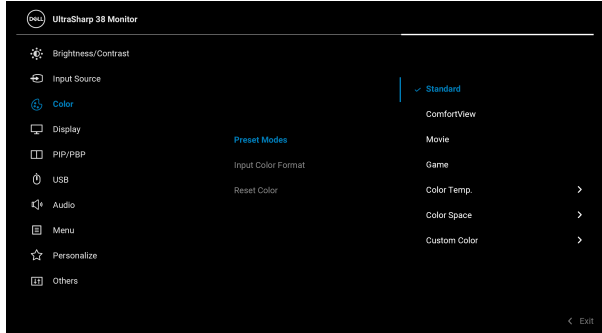 DELL
UltraSharp 38 Monitor
Brightness/Contrast
Input Source
Color
Display
PIP/PBP
USB
Audio
Menu
Personalize
Others
Preset Modes
Input Color Format
Reset Color
Standard
ComfortView
Movie
Game
Color Temp.
Color Space
Custom Color
Exit